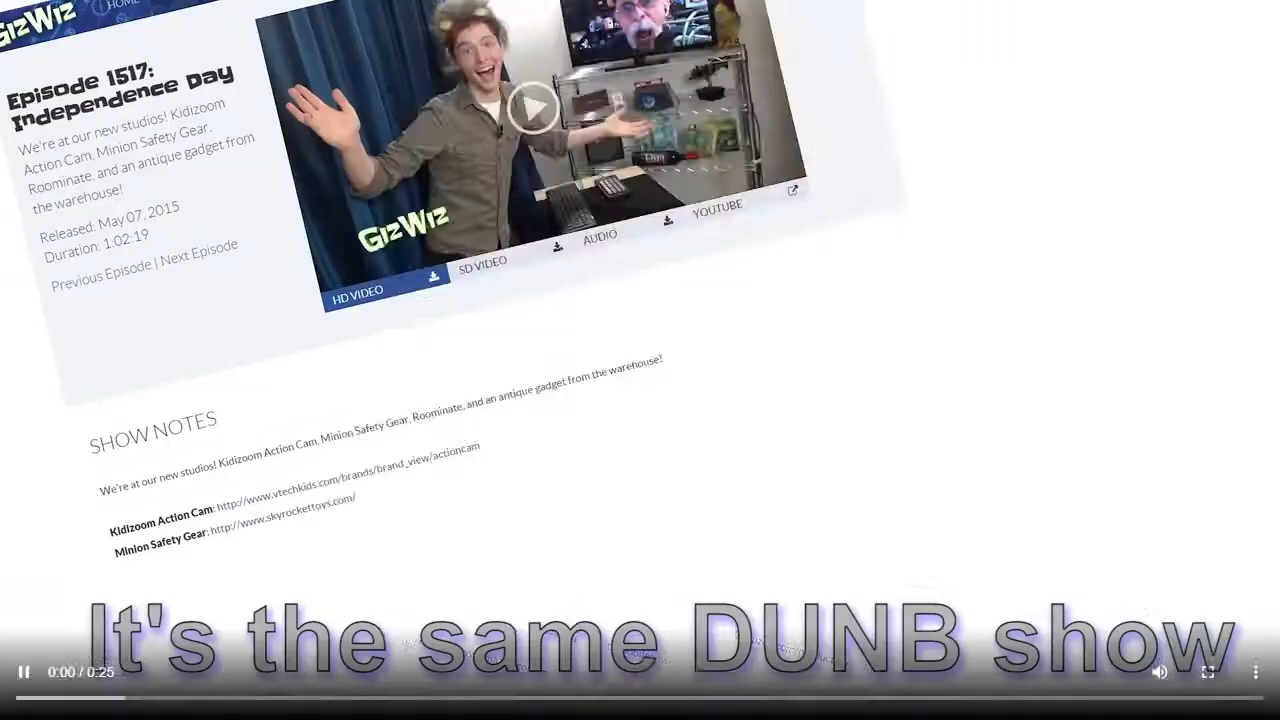 HOME
GizWiz
Episode 1517:
Independence Day
We're at our new studios! Kidizoom
Action Cam, Minion Safety Gear,
Roominate, and an antique gadget from
the warehouse!
Released: May 07, 2015
Duration: 1:02:19
Previous Episode | Next Episode
GizWiz
HD VIDEO
SD VIDEO
AUDIO
YOUTUBE
SHOW NOTES
We're at our new studios! Kidizoom Action Cam, Minion Safety Gear, Roominate, and an antique gadget from the warehouse!
Kidizoom Action Cam: http://www.vtechkids.com/brands/brand_view/actioncam
Minion Safety Gear: http://www.skyrockettoys.com/
It's the same DUNB show
0:00 / 0:25